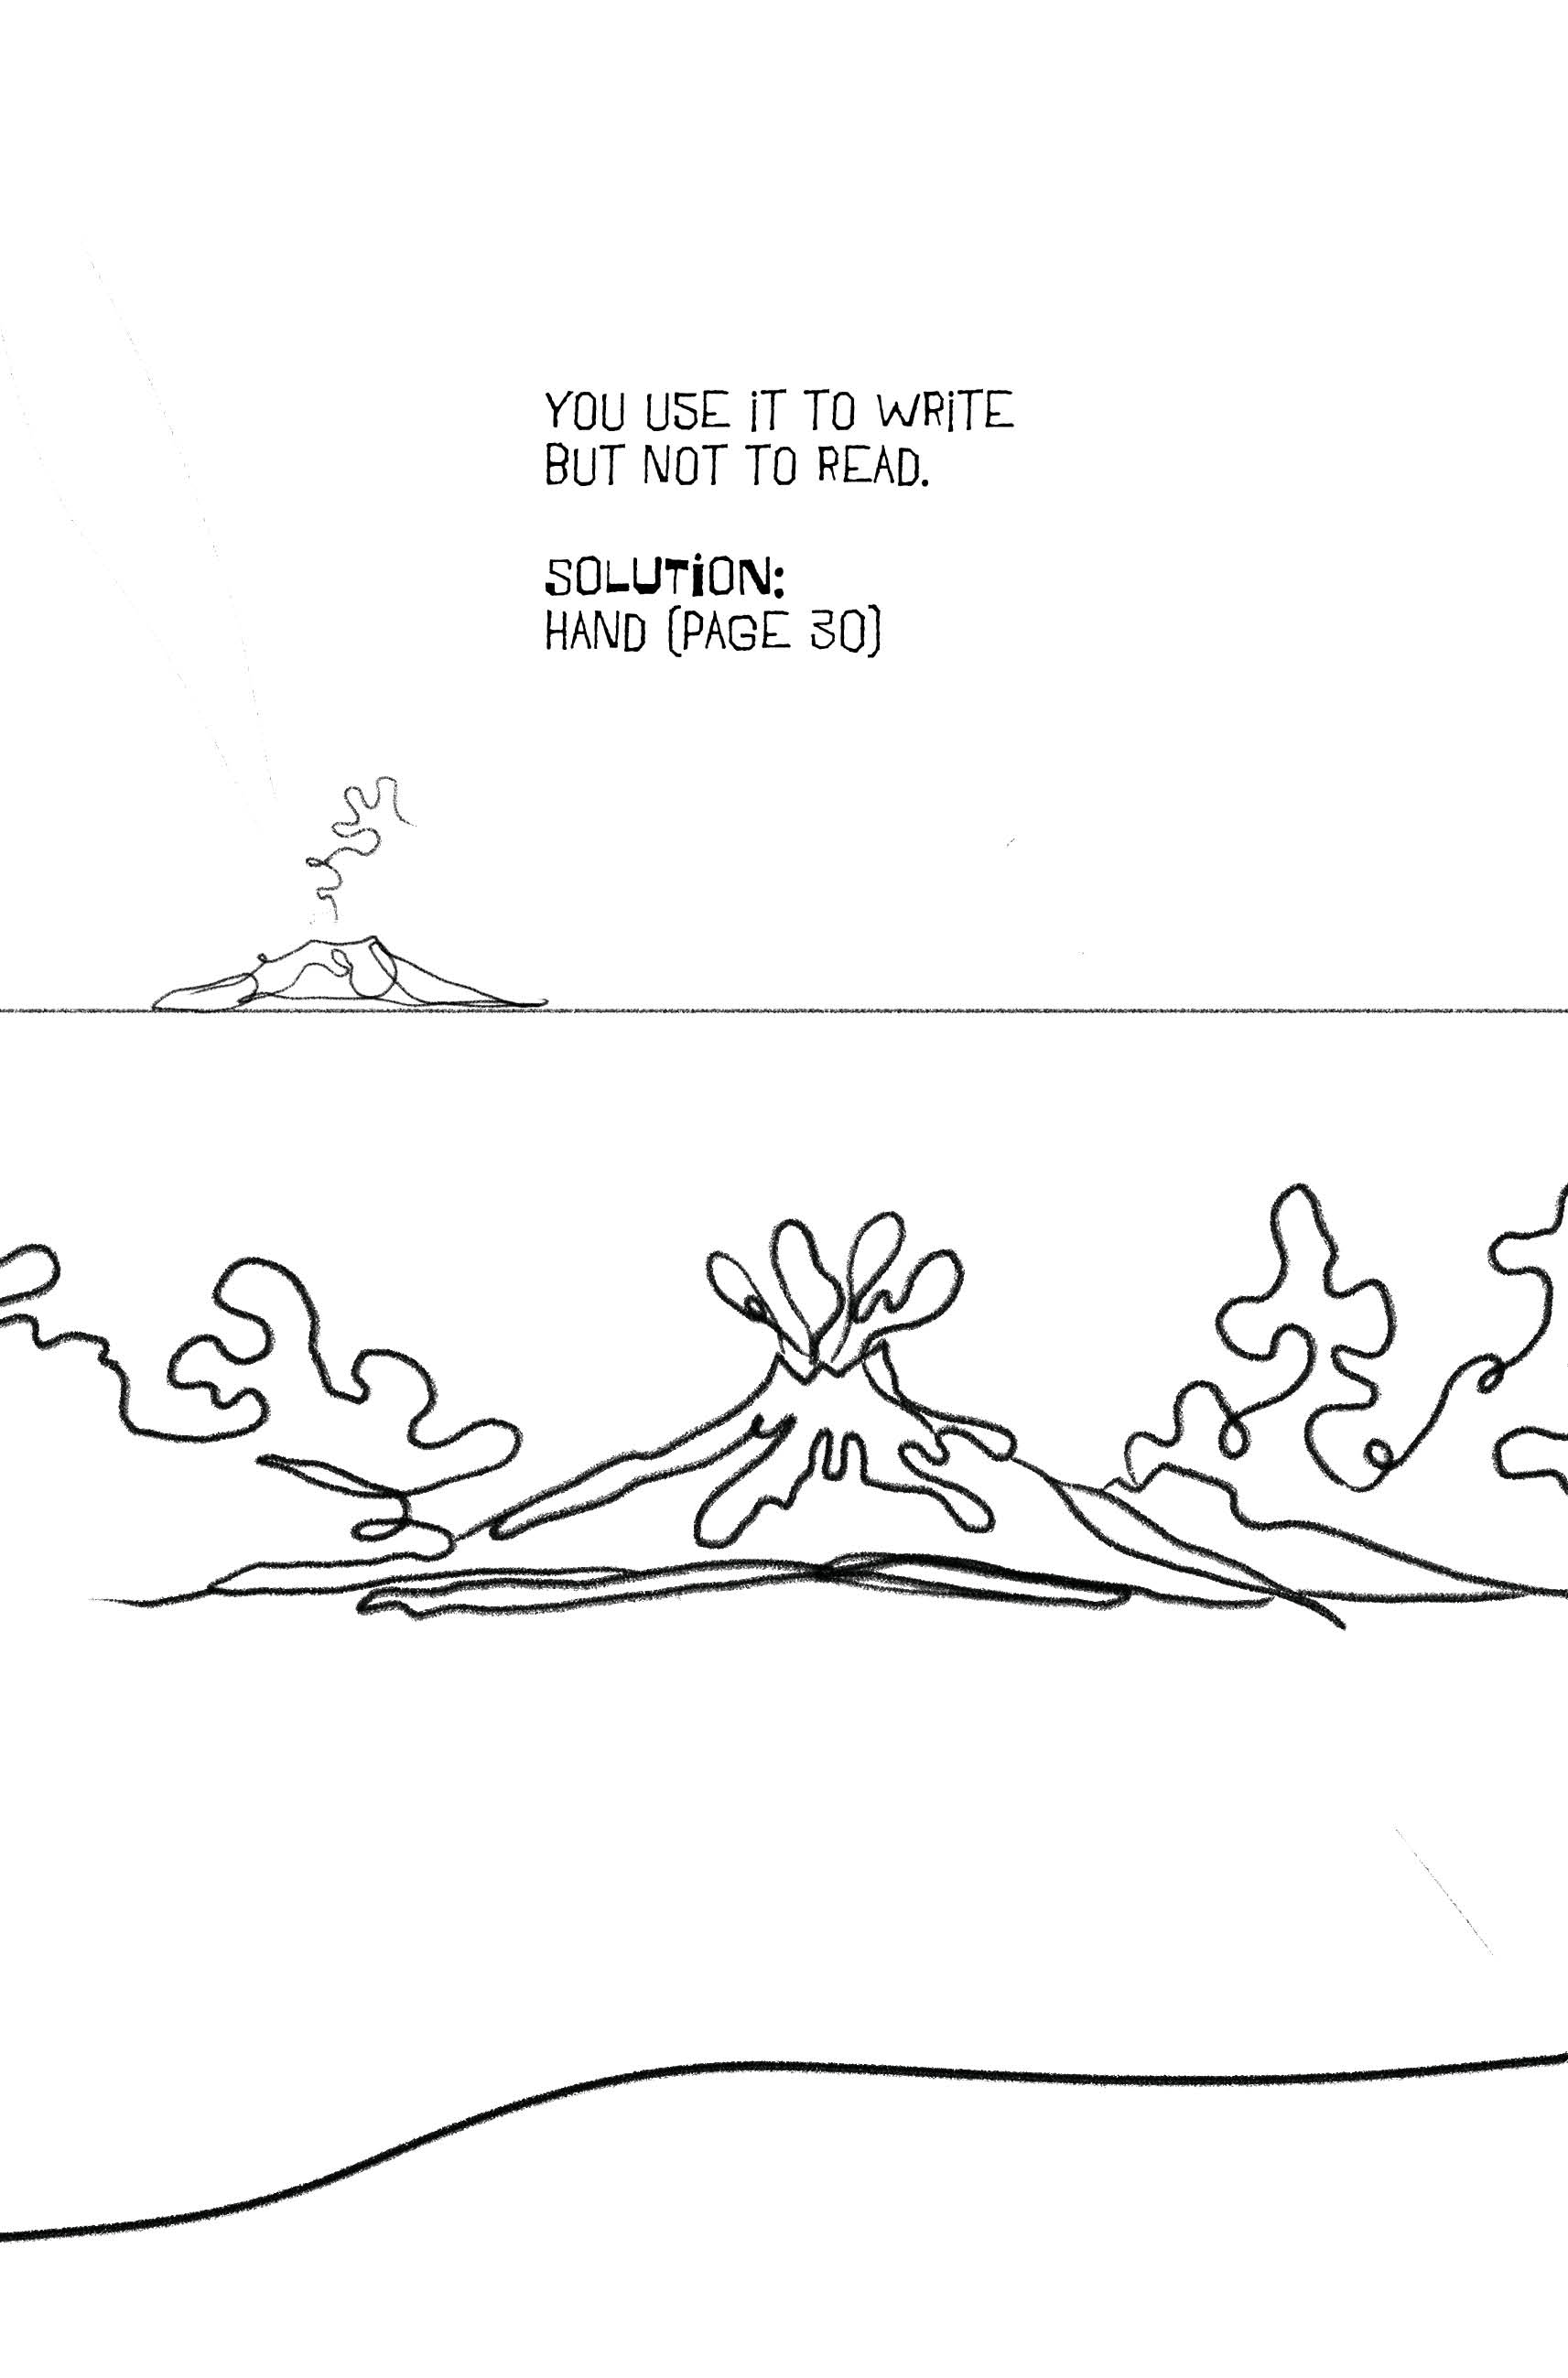 YOU USE iT TO WRiTE
BUT NOT TO READ.
SOLUTiON:
HAND (PAGE 30)